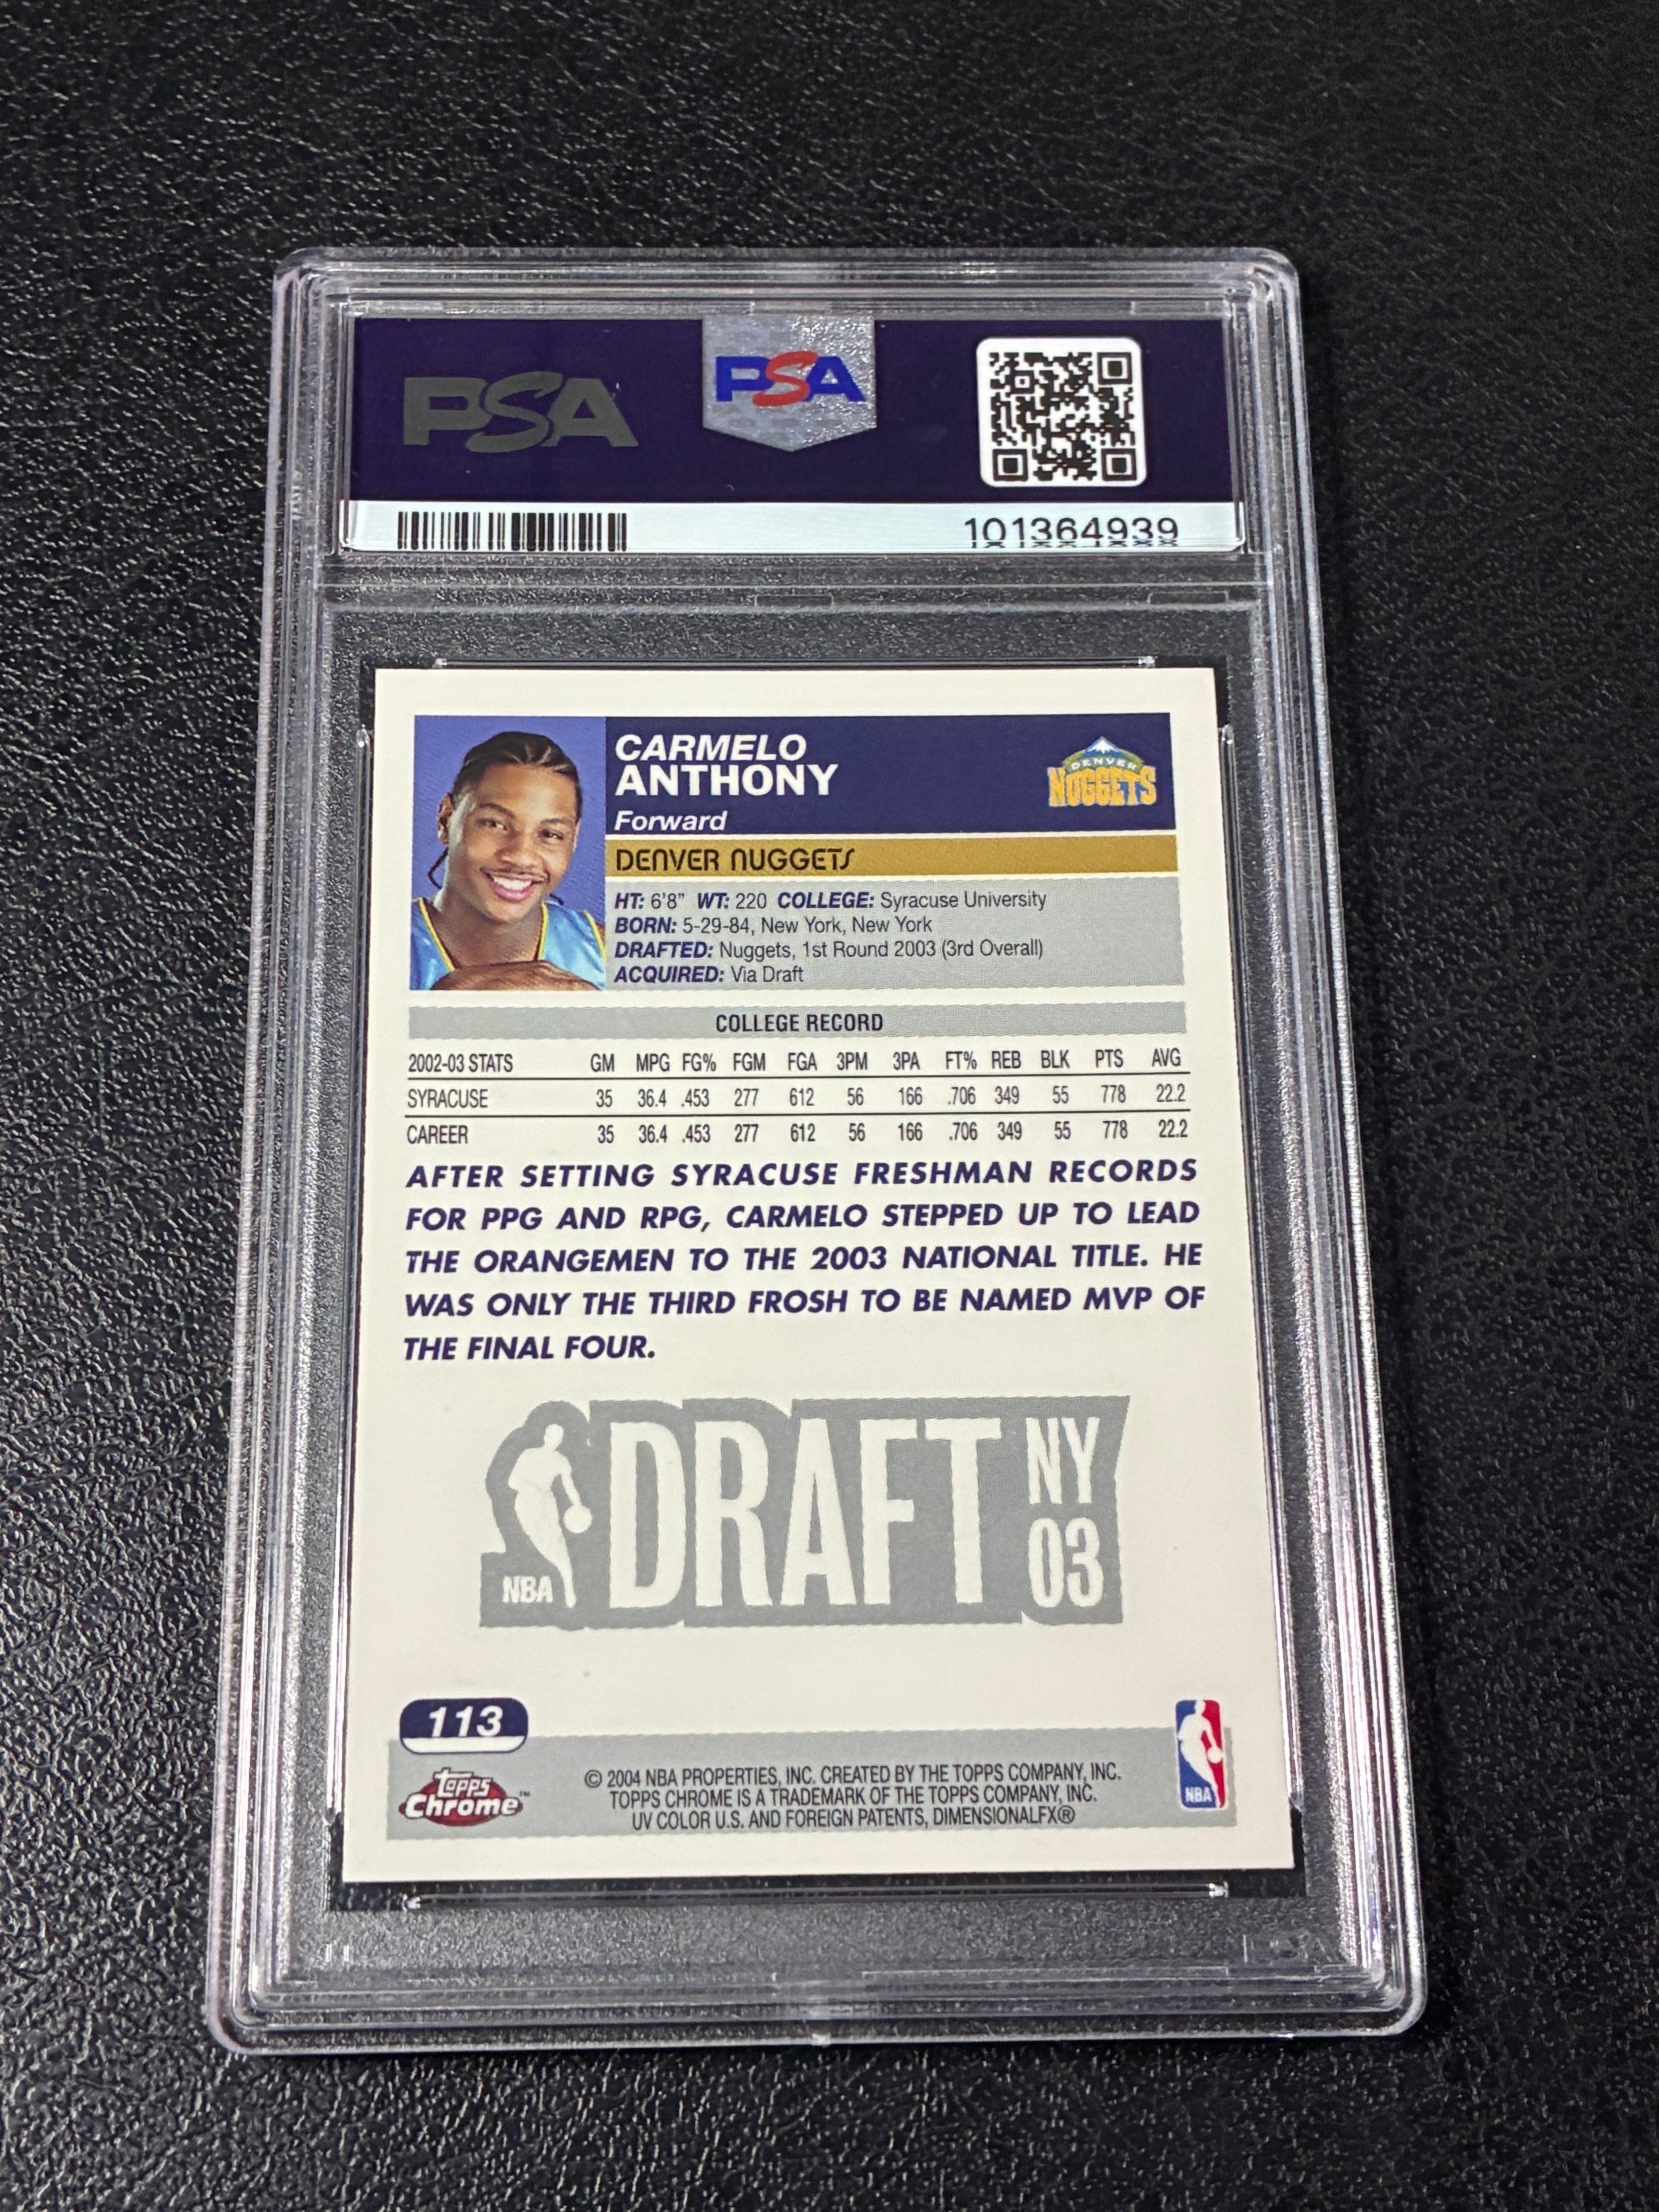 PSA
PSA
101364939
CARMELO
ANTHONY
Forward
DENVER NUGGETS
DENVER NUGGETS
HT: 6'8" WT: 220 COLLEGE: Syracuse University
BORN: 5-29-84, New York, New York
DRAFTED: Nuggets, 1st Round 2003 (3rd Overall)
ACQUIRED: Via Draft
COLLEGE RECORD
2002-03 STATS GM MPG FG% FGM FGA 3PM 3PA FT% REB BLK PTS AVG
SYRACUSE 35 36.4 .453 277 612 56 166 .706 349 55 778 22.2
CAREER 35 36.4 .453 277 612 56 166 .706 349 55 778 22.2
AFTER SETTING SYRACUSE FRESHMAN RECORDS
FOR PPG AND RPG, CARMELO STEPPED UP TO LEAD
THE ORANGEMEN TO THE 2003 NATIONAL TITLE. HE
WAS ONLY THE THIRD FROSH TO BE NAMED MVP OF
THE FINAL FOUR.
NBA DRAFT NY 03
113
Topps Chrome™
© 2004 NBA PROPERTIES, INC. CREATED BY THE TOPPS COMPANY, INC.
TOPPS CHROME IS A TRADEMARK OF THE TOPPS COMPANY, INC.
UV COLOR U.S. AND FOREIGN PATENTS, DIMENSIONALFX®
NBA